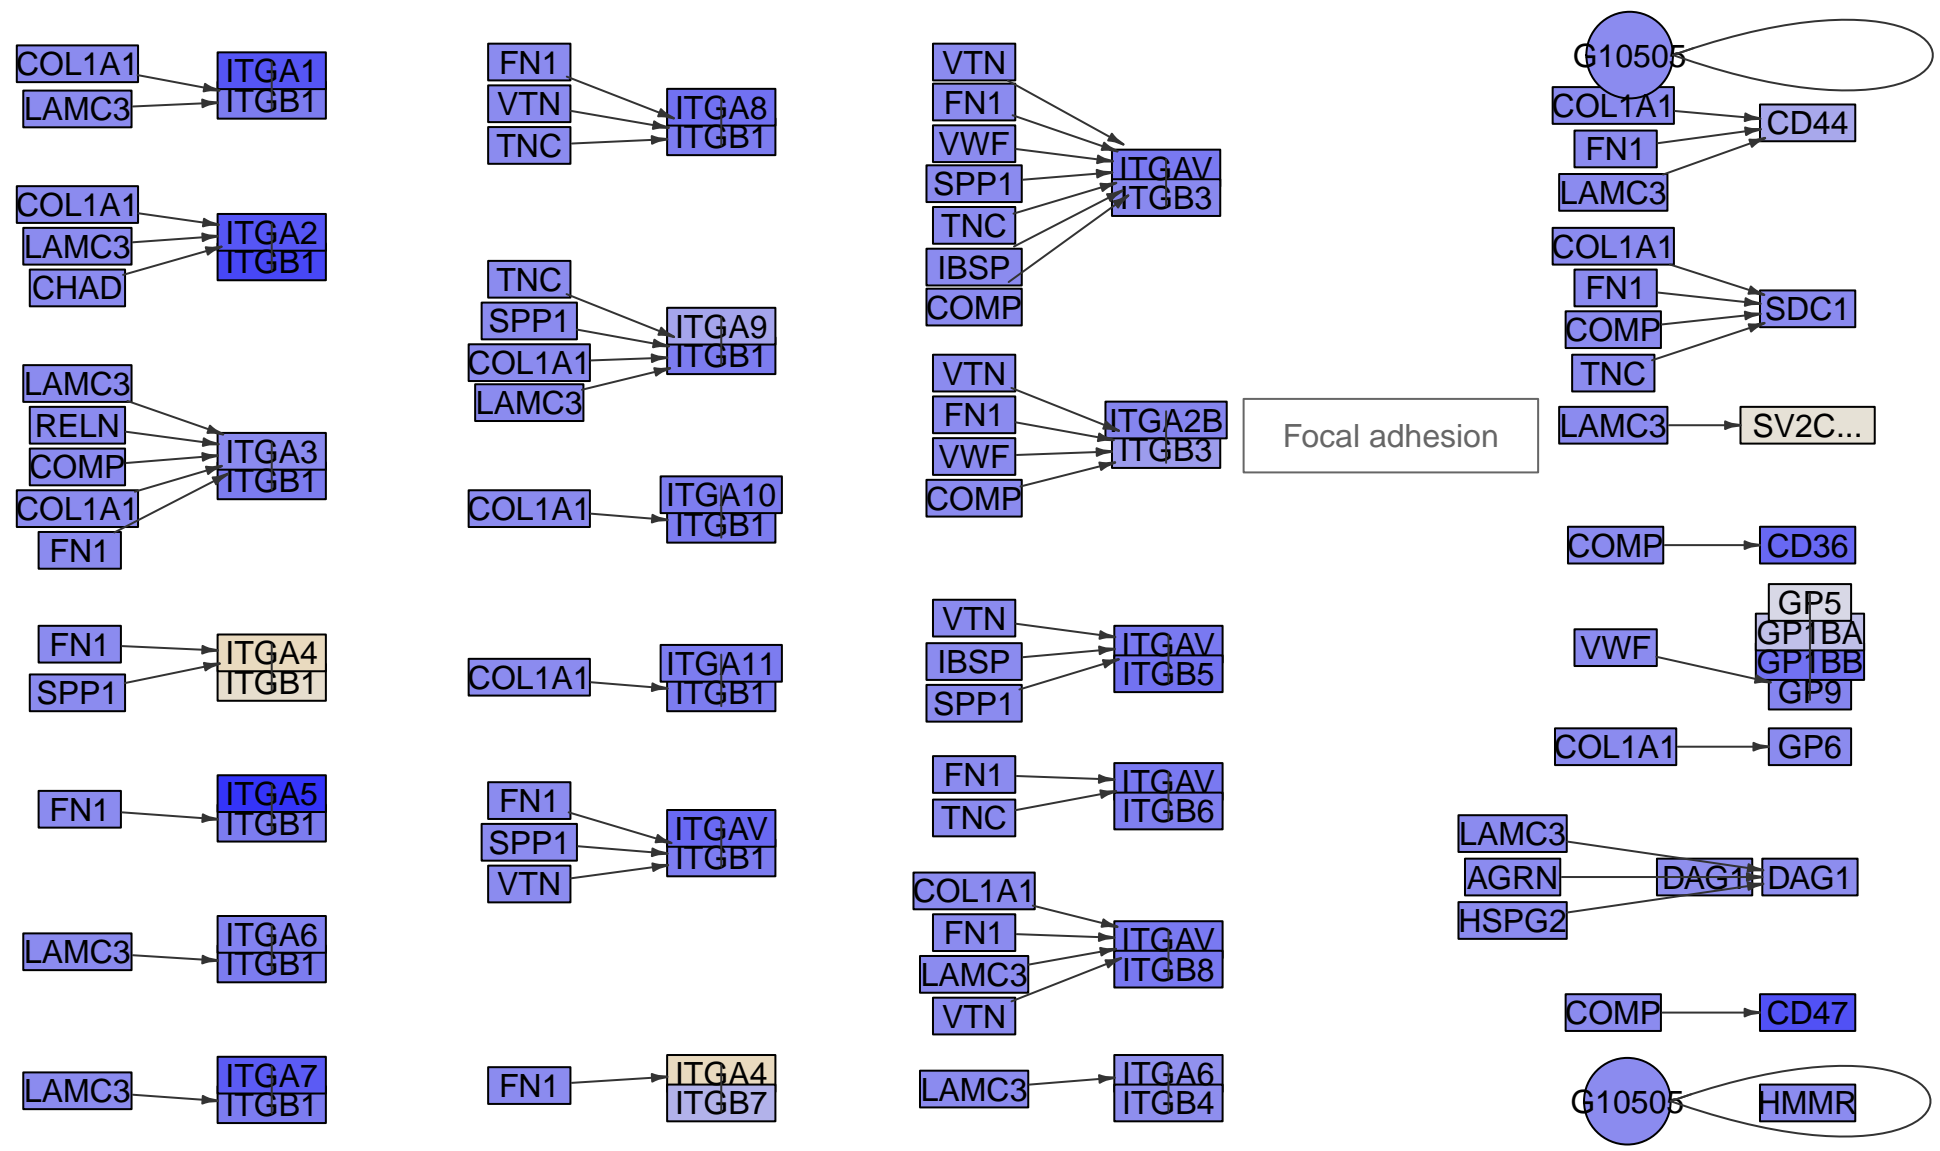 COL1A1
LAMC3
ITGA1
ITGB1
COL1A1
LAMC3
CHAD
ITGA2
ITGB1
LAMC3
RELN
COMP
COL1A1
FN1
ITGA3
ITGB1
FN1
SPP1
ITGA4
ITGB1
FN1
ITGA5
ITGB1
LAMC3
ITGA6
ITGB1
LAMC3
ITGA7
ITGB1
FN1
VTN
TNC
ITGA8
ITGB1
TNC
SPP1
COL1A1
LAMC3
ITGA9
ITGB1
COL1A1
ITGA10
ITGB1
COL1A1
ITGA11
ITGB1
FN1
SPP1
VTN
ITGAV
ITGB1
FN1
ITGA4
ITGB7
VTN
FN1
VWF
SPP1
TNC
IBSP
COMP
ITGAV
ITGB3
VTN
FN1
VWF
COMP
ITGA2B
ITGB3
VTN
IBSP
SPP1
ITGAV
ITGB5
FN1
TNC
ITGAV
ITGB6
COL1A1
FN1
LAMC3
VTN
ITGAV
ITGB8
LAMC3
ITGA6
ITGB4
Focal adhesion
G10505
COL1A1
FN1
LAMC3
CD44
COL1A1
FN1
COMP
TNC
SDC1
LAMC3
SV2C...
COMP
CD36
VWF
GP5
GP1BA
GP1BB
GP9
COL1A1
GP6
LAMC3
AGRN
HSPG2
DAG1
DAG1
COMP
CD47
G10505
HMMR